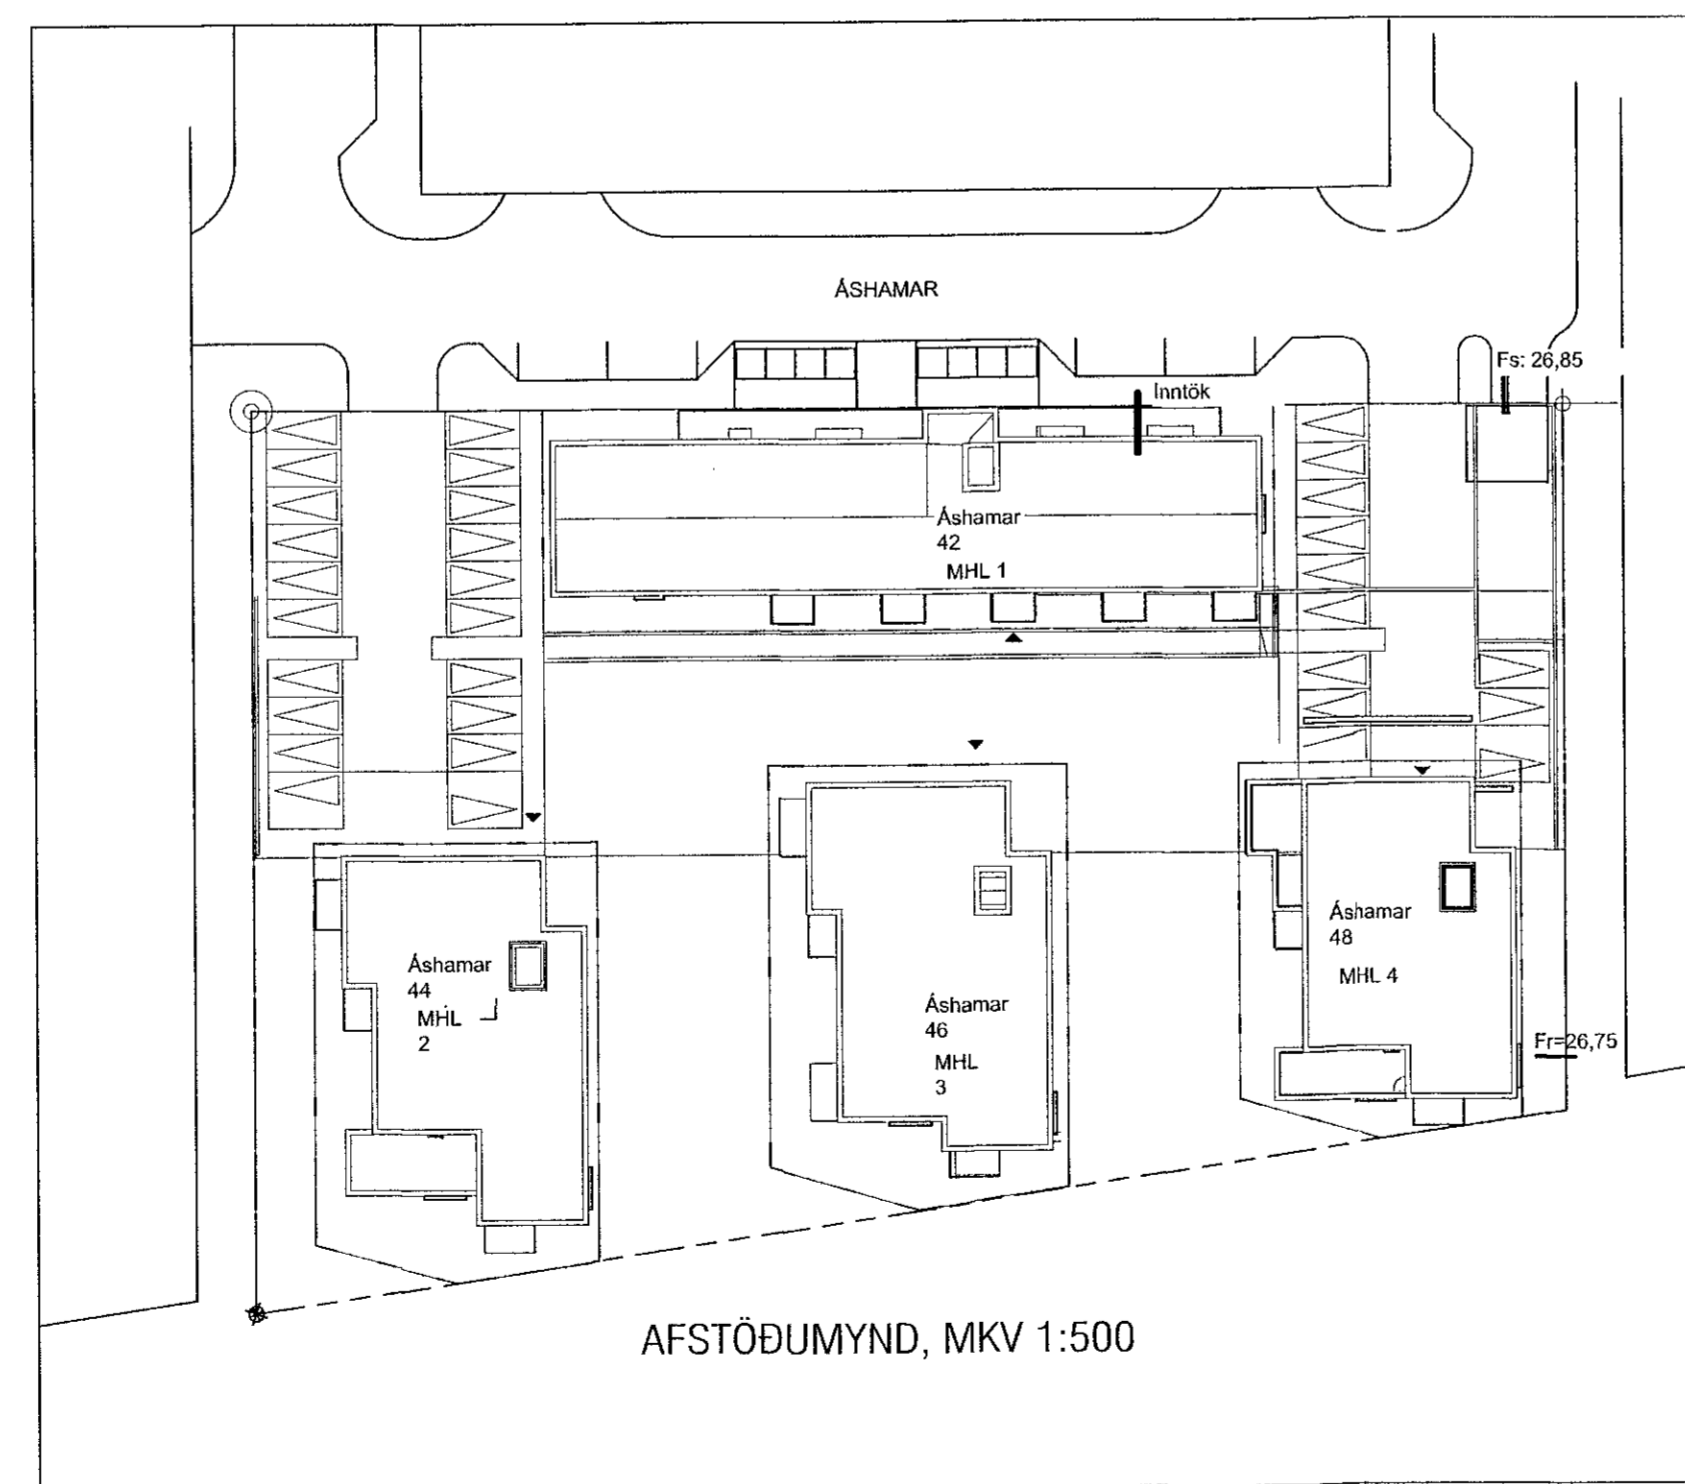 ÁSHAMAR
Fs: 26,85
Inntök
Áshamar
42
MHL 1
Áshamar
44
MHL
2
Áshamar
46
MHL
3
Áshamar
48
MHL 4
Fr=26,75
AFSTÖÐUMYND, MKV 1:500